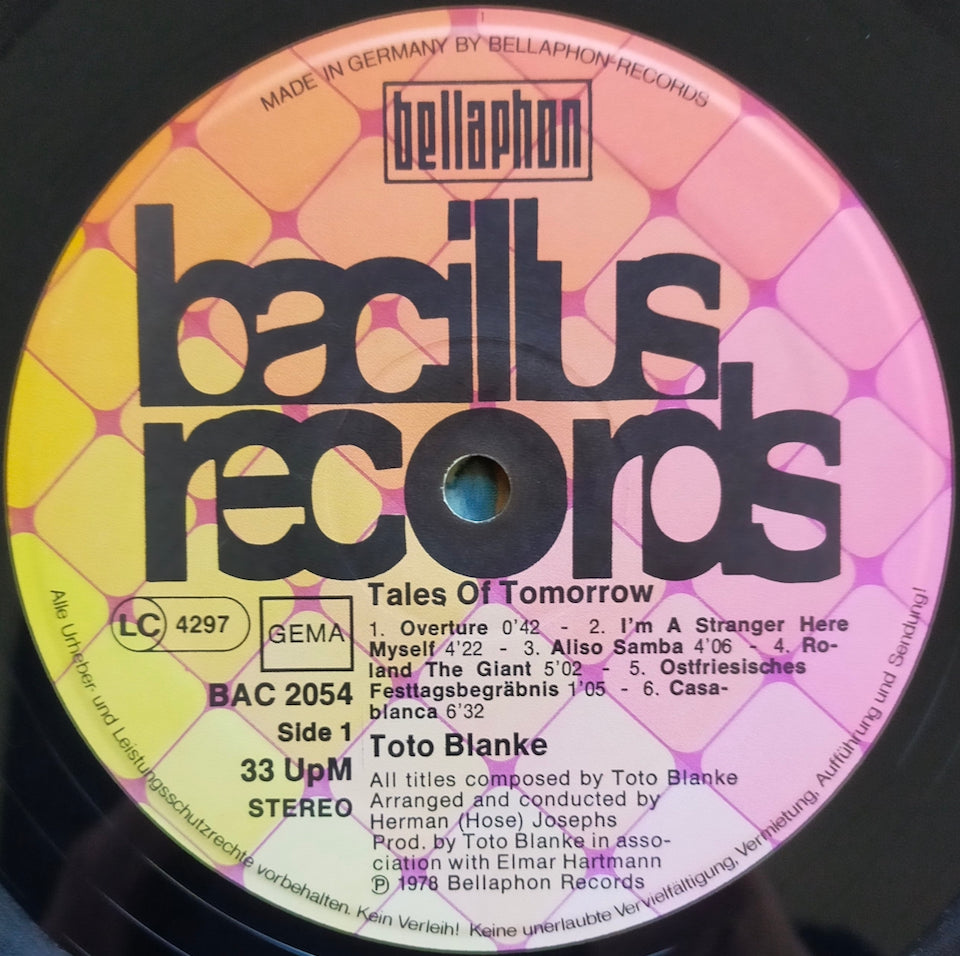 MADE IN GERMANY BY BELLAPHON-RECORDS
bellaphon
bacillus
records
LC 4297
GEMA
BAC 2054
Side 1
33 UpM
STEREO
Tales Of Tomorrow
1. Overture 0'42 - 2. I'm A Stranger Here
Myself 4'22 - 3. Aliso Samba 4'06 - 4. Ro-
land The Giant 5'02 - 5. Ostfriesisches
Festtagsbegräbnis 1'05 - 6. Casa-
blanca 6'32
Toto Blanke
All titles composed by Toto Blanke
Arranged and conducted by
Herman (Hose) Josephs
Prod. by Toto Blanke in asso-
ciation with Elmar Hartmann
℗ 1978 Bellaphon Records
Alle Urheber- und Leistungsschutzrechte vorbehalten. Kein Verleih! Keine unerlaubte Vervielfältigung, Vermietung, Aufführung und Sendung!